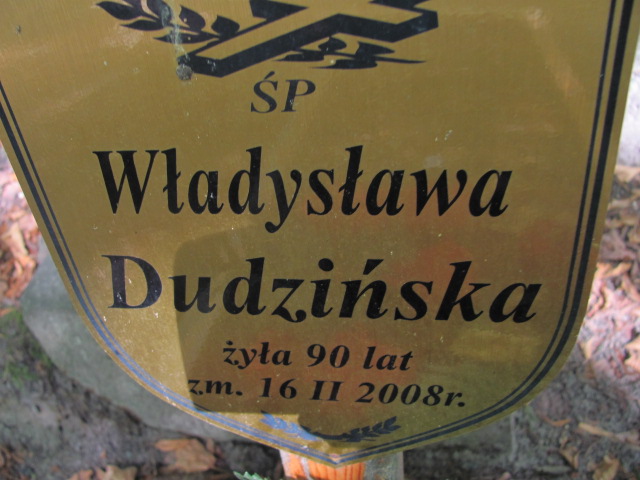 ŚP
Władysława
Dudzińska
żyła 90 lat
zm. 16 II 2008r.